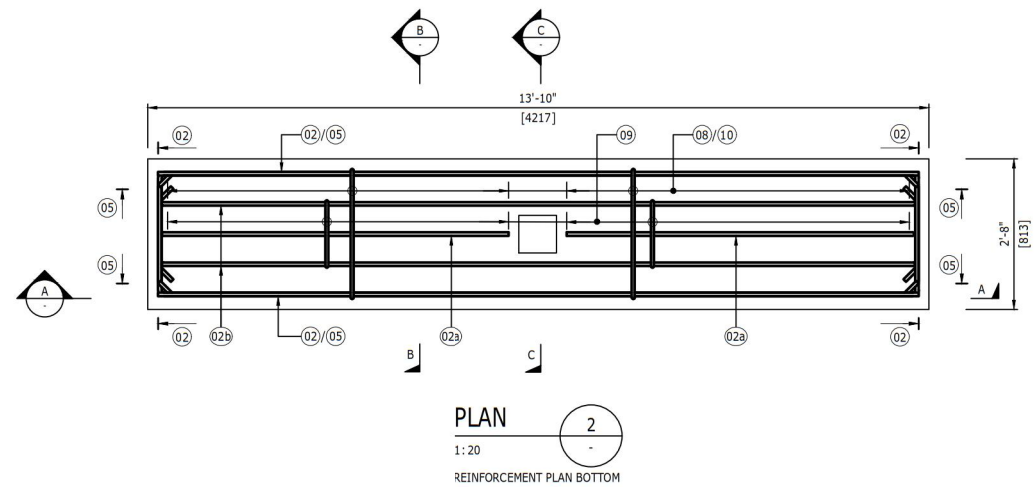 B
-
C
-
13'-10"
[4217]
02
02/05
09
08/10
02
05
05
2'-8"
[813]
05
05
A
-
A
02
02b
02/05
02a
02a
02
B
C
PLAN
2
-
1:20
REINFORCEMENT PLAN BOTTOM